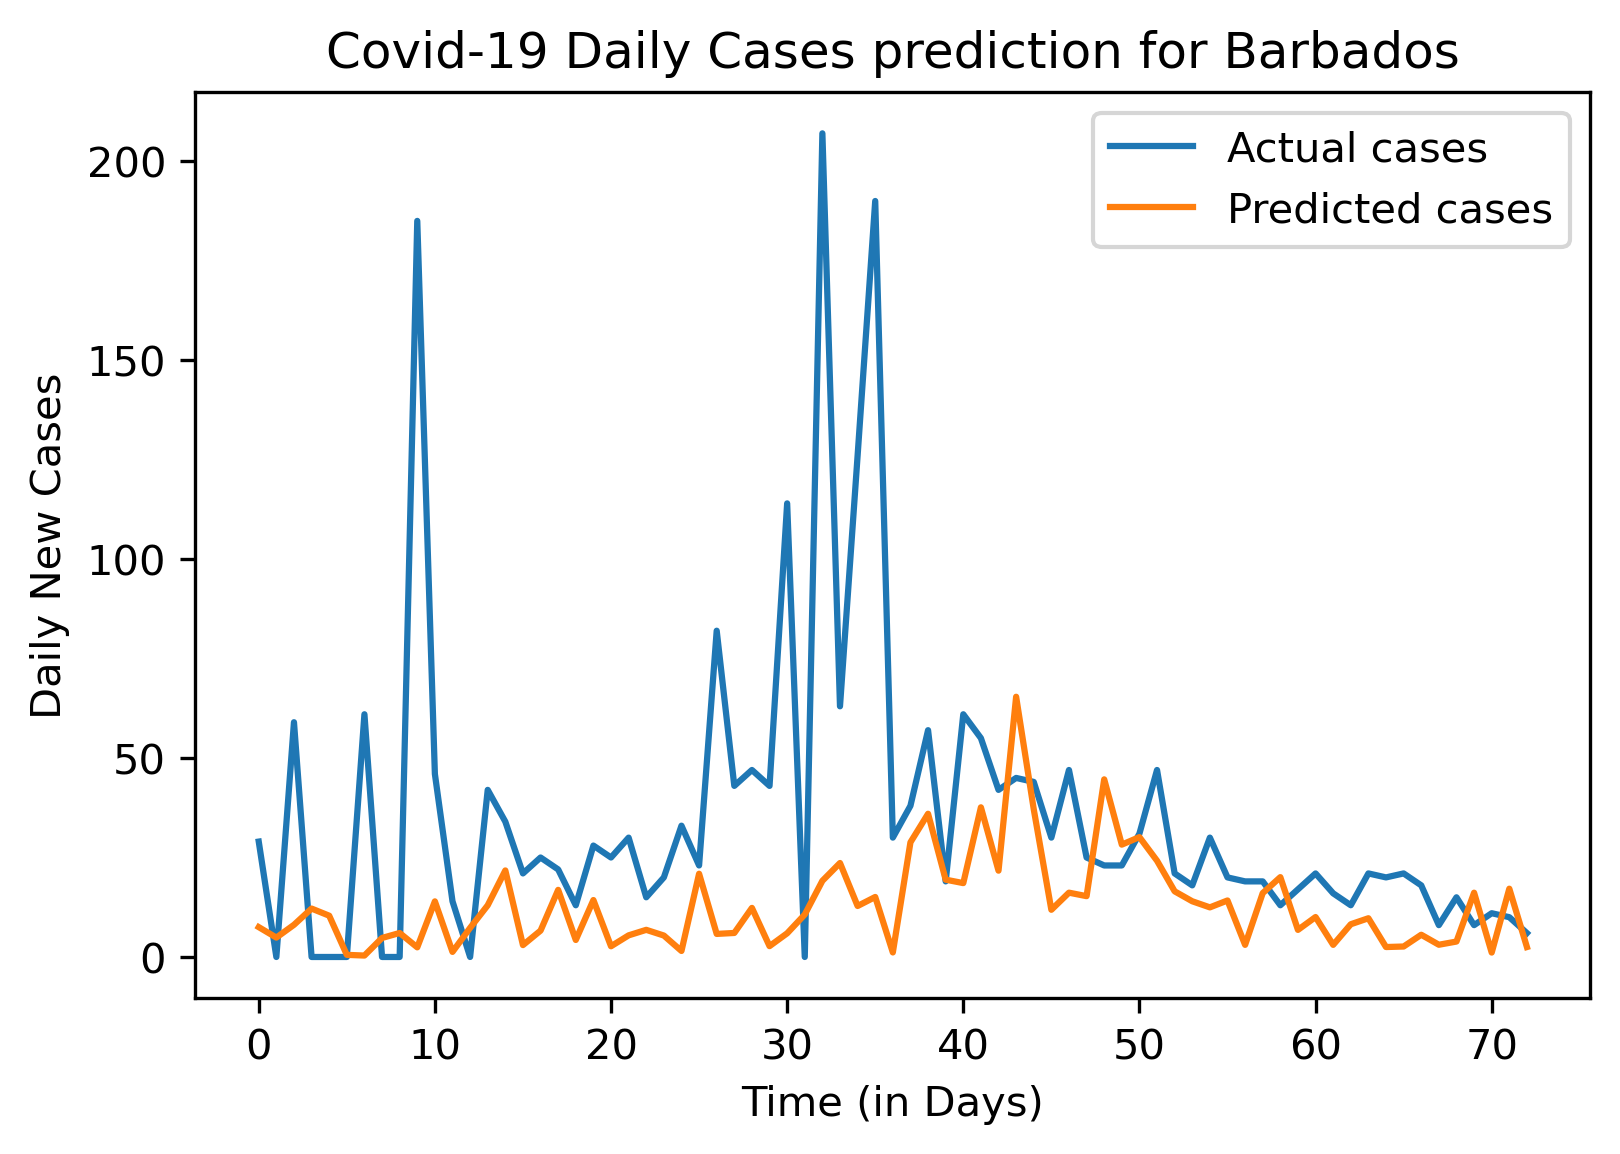 Covid-19 Daily Cases prediction for Barbados
Actual cases
Predicted cases
Daily New Cases
200
150
100
50
0
0 10 20 30 40 50 60 70
Time (in Days)